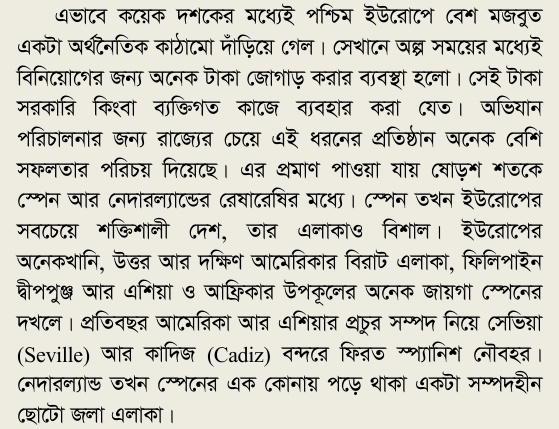 এভাবে কয়েক দশকের মধ্যেই পশ্চিম ইউরোপে বেশ মজবুত
একটা অর্থনৈতিক কাঠামো দাঁড়িয়ে গেল। সেখানে অল্প সময়ের মধ্যেই
বিনিয়োগের জন্য অনেক টাকা জোগাড় করার ব্যবস্থা হলো। সেই টাকা
সরকারি কিংবা ব্যক্তিগত কাজে ব্যবহার করা যেত। অভিযান
পরিচালনার জন্য রাজ্যের চেয়ে এই ধরনের প্রতিষ্ঠান অনেক বেশি
সফলতার পরিচয় দিয়েছে। এর প্রমাণ পাওয়া যায় ষোড়শ শতকে
স্পেন আর নেদারল্যান্ডের রেষারেষির মধ্যে। স্পেন তখন ইউরোপের
সবচেয়ে শক্তিশালী দেশ, তার এলাকাও বিশাল। ইউরোপের
অনেকখানি, উত্তর আর দক্ষিণ আমেরিকার বিরাট এলাকা, ফিলিপাইন
দ্বীপপুঞ্জ আর এশিয়া ও আফ্রিকার উপকূলের অনেক জায়গা স্পেনের
দখলে। প্রতিবছর আমেরিকা আর এশিয়ার প্রচুর সম্পদ নিয়ে সেভিয়া
(Seville) আর কাদিজ (Cadiz) বন্দরে ফিরত স্প্যানিশ নৌবহর।
নেদারল্যান্ড তখন স্পেনের এক কোনায় পড়ে থাকা একটা সম্পদহীন
ছোটো জলা এলাকা।